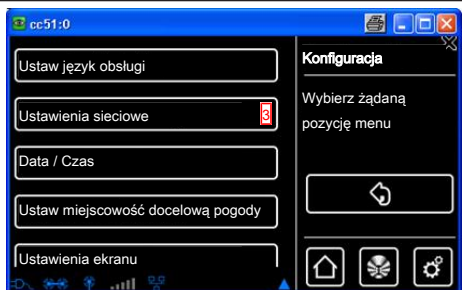 cc51:0
Ustaw język obsługi
Ustawienia sieciowe
3
Data / Czas
Ustaw miejscowość docelową pogody
Ustawienia ekranu
Konfiguracja
Wybierz żądaną
pozycję menu